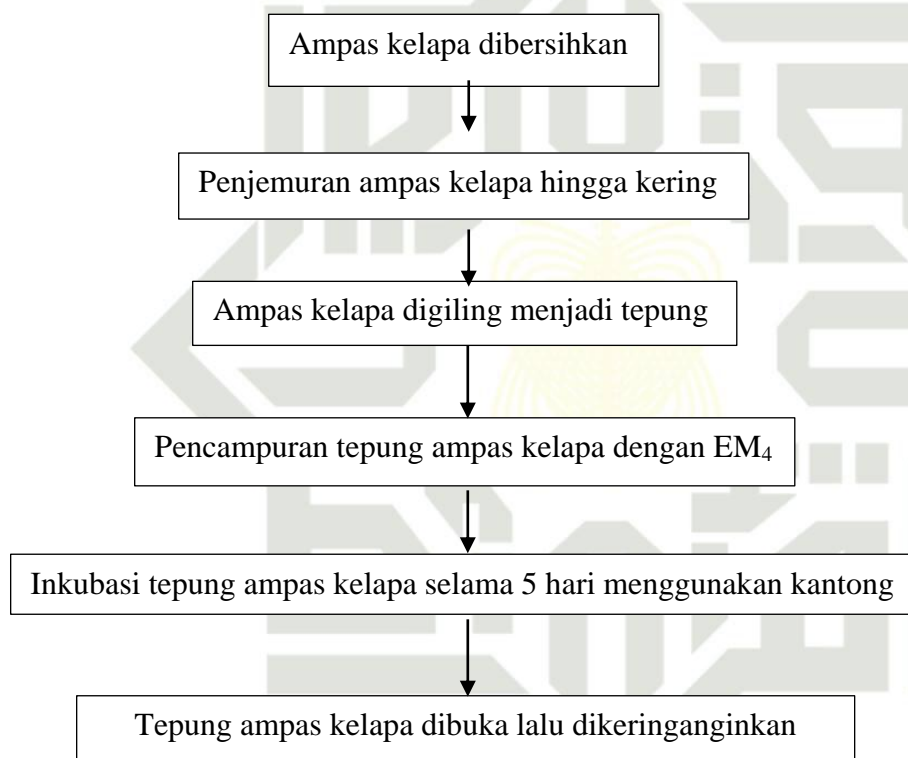 Ampas kelapa dibersihkan
Penjemuran ampas kelapa hingga kering
Ampas kelapa digiling menjadi tepung
Pencampuran tepung ampas kelapa dengan EM₄
Inkubasi tepung ampas kelapa selama 5 hari menggunakan kantong
Tepung ampas kelapa dibuka lalu dikeringanginkan